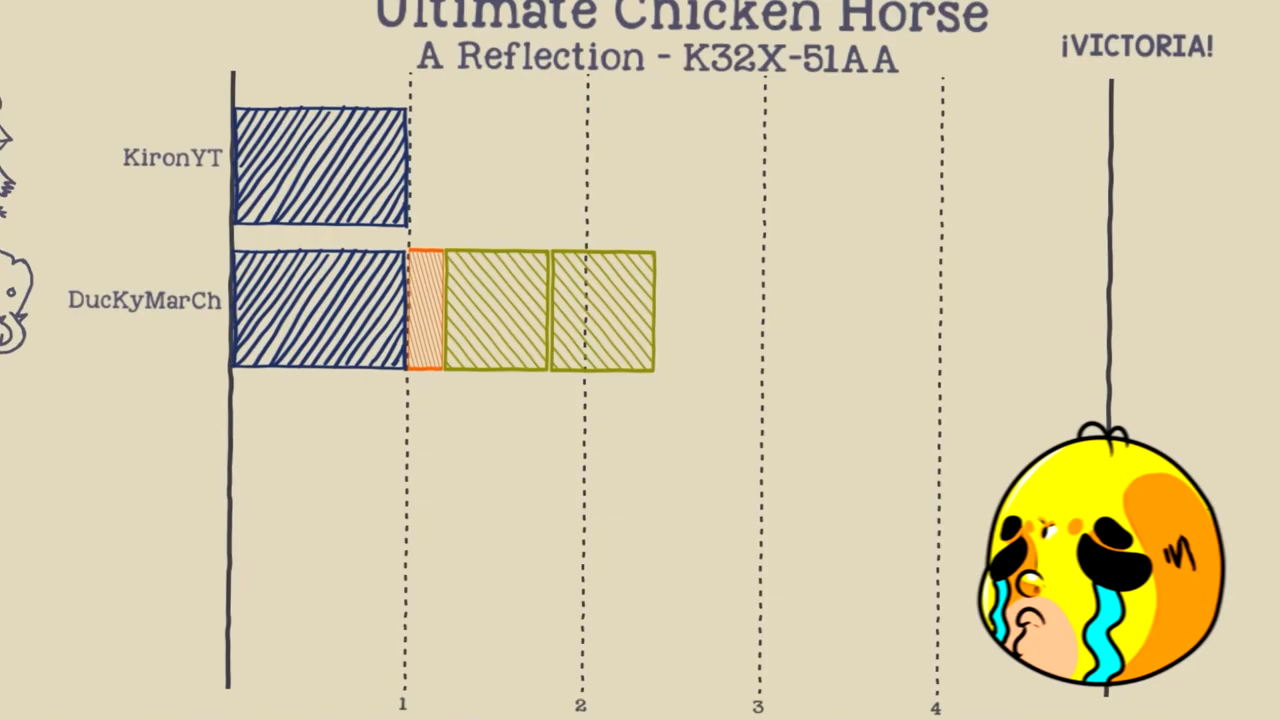 Ultimate Chicken Horse
A Reflection - K32X-51AA
¡VICTORIA!
KironYT
DucKyMarCh
1 2 3 4